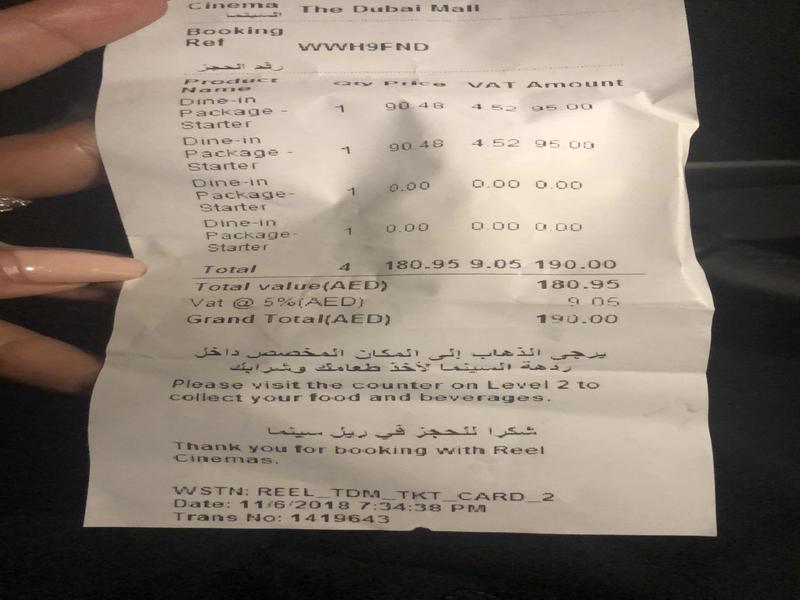 Cinema The Dubai Mall
السينما
Booking
Ref WWH9FND
رقم الحجز
Product
Name Qty Price VAT Amount
Dine-in
Package - 1 90.48 4.52 95.00
Starter
Dine-in
Package - 1 90.48 4.52 95.00
Starter
Dine-in
Package- 1 0.00 0.00 0.00
Starter
Dine-in
Package- 1 0.00 0.00 0.00
Starter
Total 4 180.95 9.05 190.00
Total value(AED) 180.95
Vat @ 5%(AED) 9.05
Grand Total(AED) 190.00
يرجى الذهاب إلى المكان المخصص داخل
ردهة السينما لأخذ طعامك وشرابك
Please visit the counter on Level 2 to
collect your food and beverages.
شكرا للحجز في ريل سينما
Thank you for booking with Reel
Cinemas.
WSTN: REEL_TDM_TKT_CARD_2
Date: 11/6/2018 7:34:38 PM
Trans No: 1419643